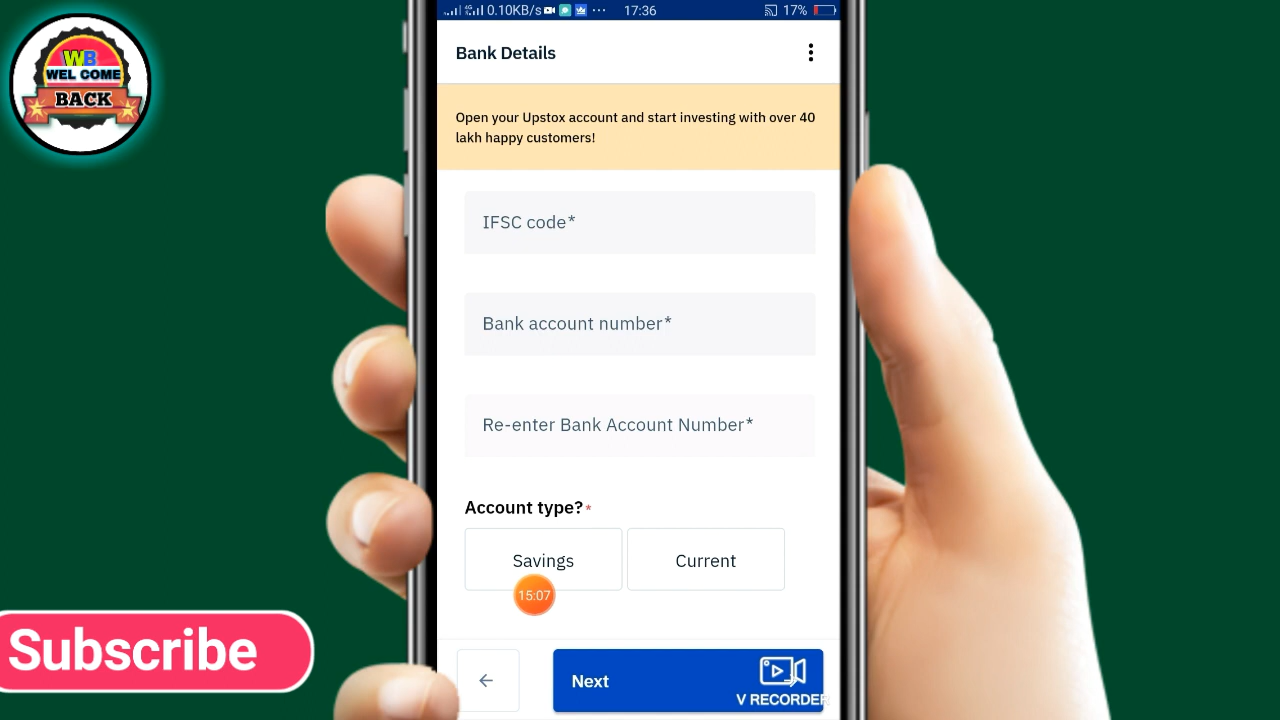 WB
WEL COME
BACK
4G 0.10KB/s ··· 17:36 17%
Bank Details
Open your Upstox account and start investing with over 40
lakh happy customers!
IFSC code*
Bank account number*
Re-enter Bank Account Number*
Account type?*
Savings Current
15:07
Subscribe
Next
V RECORDER